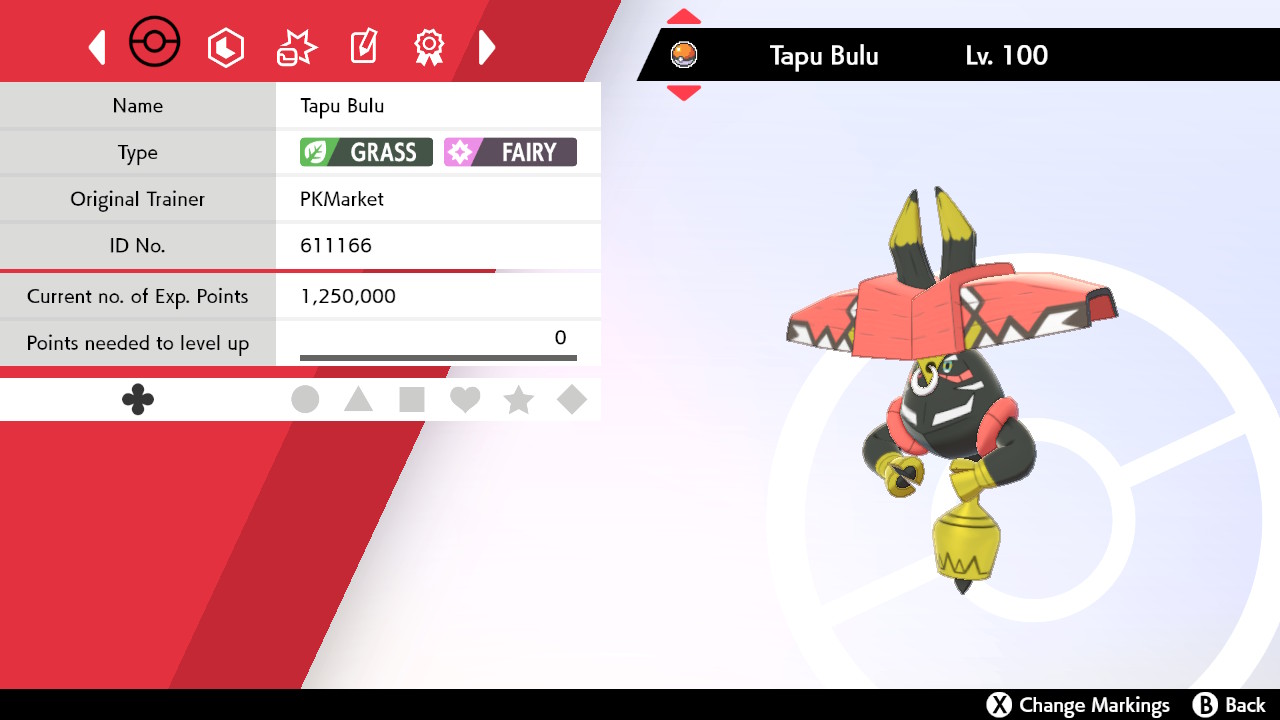 Tapu Bulu Lv. 100
Name Tapu Bulu
Type GRASS FAIRY
Original Trainer PKMarket
ID No. 611166
Current no. of Exp. Points 1,250,000
Points needed to level up 0
X Change Markings B Back